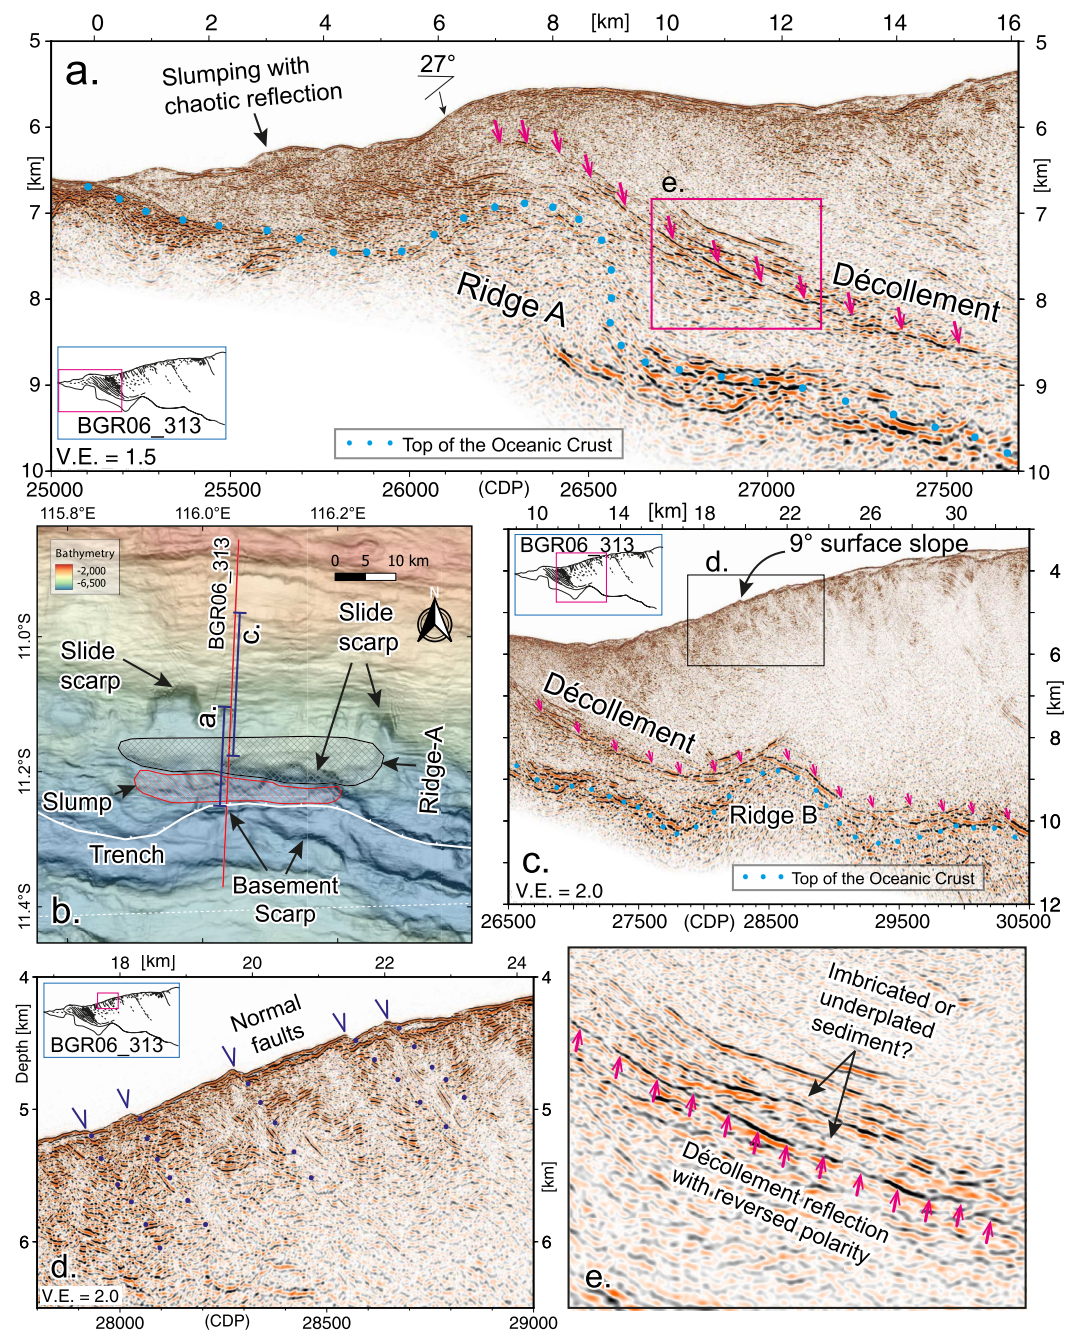 0 2 4 6 8 [km] 10 12 14 16
a.
Slumping with
chaotic reflection
27°
5 5
6 6
[km] [km]
7 7
8 8
9 9
10 10
e.
Ridge A
Décollement
BGR06_313
V.E. = 1.5
Top of the Oceanic Crust
25000 25500 26000 (CDP) 26500 27000 27500
115.8°E 116.0°E 116.2°E
Bathymetry
-2,000
-6,500
BGR06_313
0 5 10 km
N
11.0°S
11.2°S
11.4°S
Slide
scarp
Slide
scarp
c.
a.
Ridge-A
Slump
Trench
Basement
Scarp
b.
10 14 [km] 18 22 26 30
BGR06_313
9° surface slope
d.
4
6
[km]
8
10
12
Décollement
Ridge B
c.
V.E. = 2.0
Top of the Oceanic Crust
26500 27500 (CDP) 28500 29500 30500
18 [km] 20 22 24
4
5 5
6 6
Depth [km]
[km]
BGR06_313
Normal
faults
d.
V.E. = 2.0
28000 (CDP) 28500 29000
Imbricated or
underplated
sediment?
Décollement reflection
with reversed polarity
e.